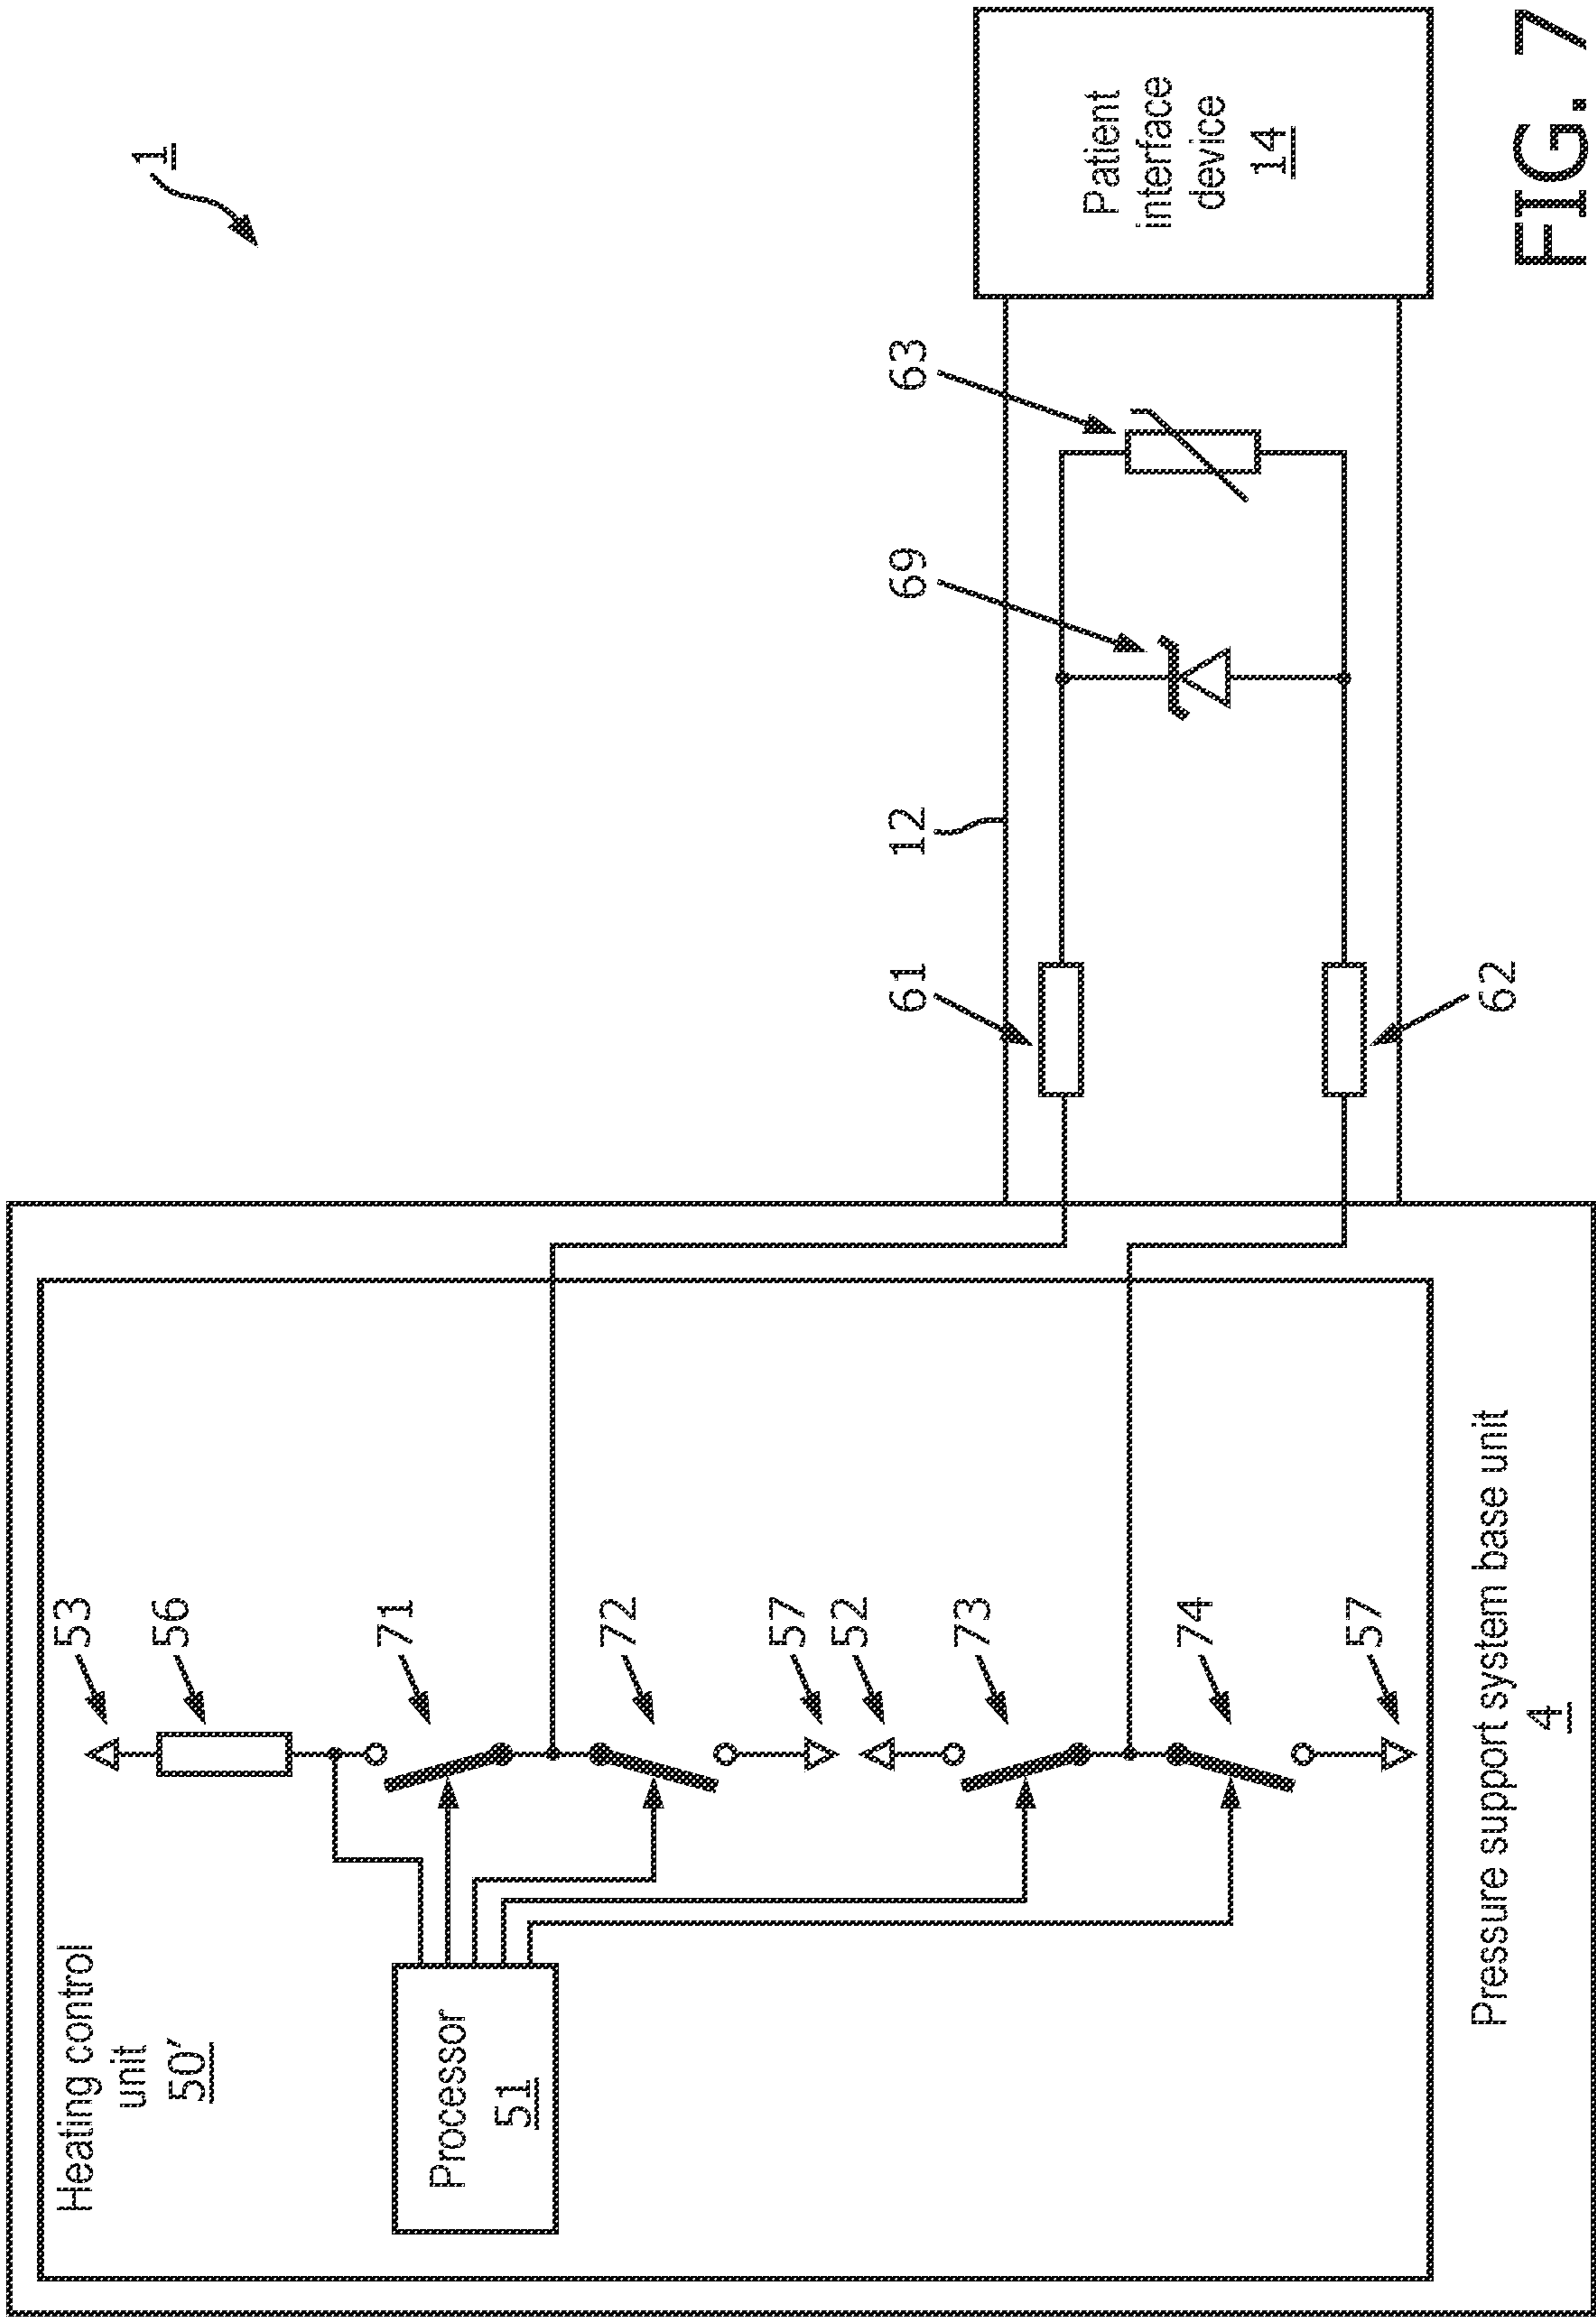 1
Heating control
unit
50′
Processor
51
53
56
71
72
57
52
73
74
57
Pressure support system base unit
4
61
62
12
69
63
Patient
interface
device
14
FIG. 7